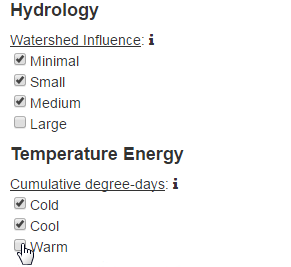 Hydrology
Watershed Influence: i
Minimal
Small
Medium
Large
Temperature Energy
Cumulative degree-days: i
Cold
Cool
Warm